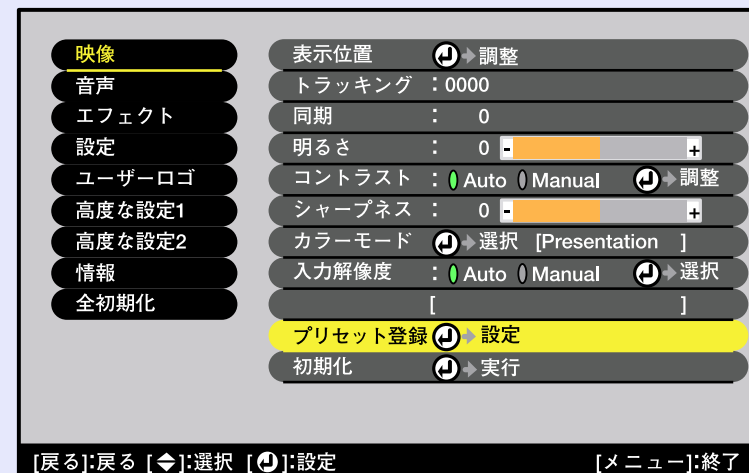 映像
音声
エフェクト
設定
ユーザーロゴ
高度な設定1
高度な設定2
情報
全初期化
表示位置 調整
トラッキング :0000
同期 : 0
明るさ : 0 - +
コントラスト : Auto Manual 調整
シャープネス : 0 - +
カラーモード 選択 [Presentation ]
入力解像度 : Auto Manual 選択
[ ]
プリセット登録 設定
初期化 実行
[戻る]:戻る [ ]:選択 [ ]:設定 [メニュー]:終了